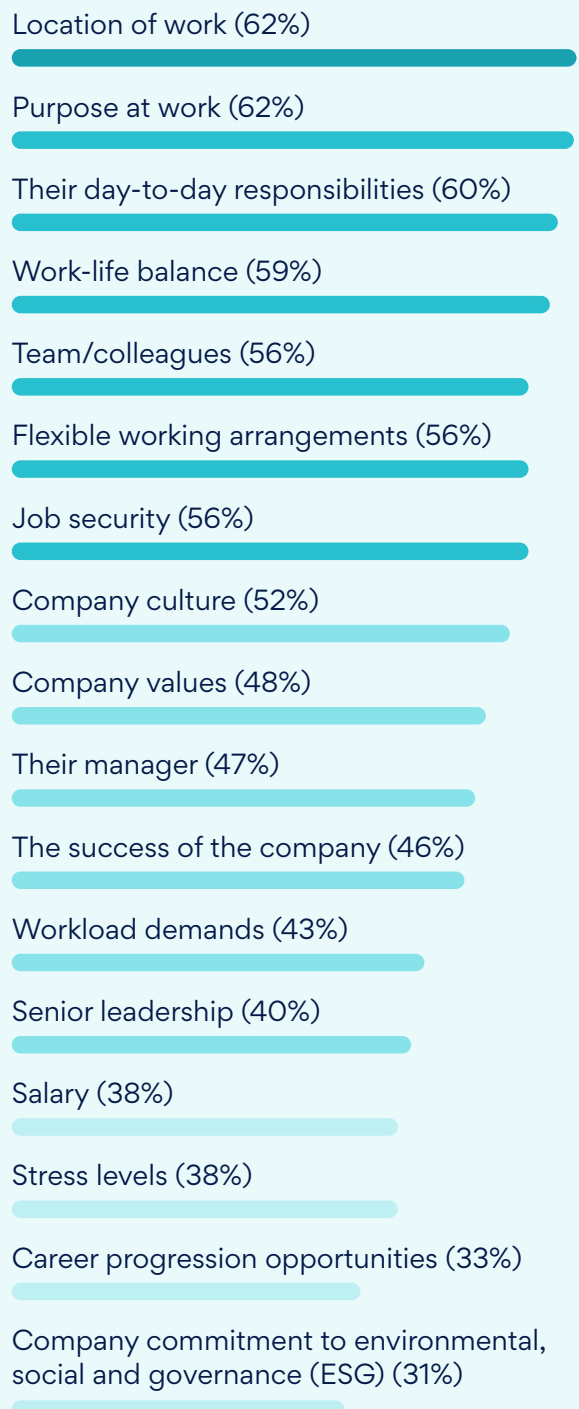 Location of work (62%)
Purpose at work (62%)
Their day-to-day responsibilities (60%)
Work-life balance (59%)
Team/colleagues (56%)
Flexible working arrangements (56%)
Job security (56%)
Company culture (52%)
Company values (48%)
Their manager (47%)
The success of the company (46%)
Workload demands (43%)
Senior leadership (40%)
Salary (38%)
Stress levels (38%)
Career progression opportunities (33%)
Company commitment to environmental,
social and governance (ESG) (31%)